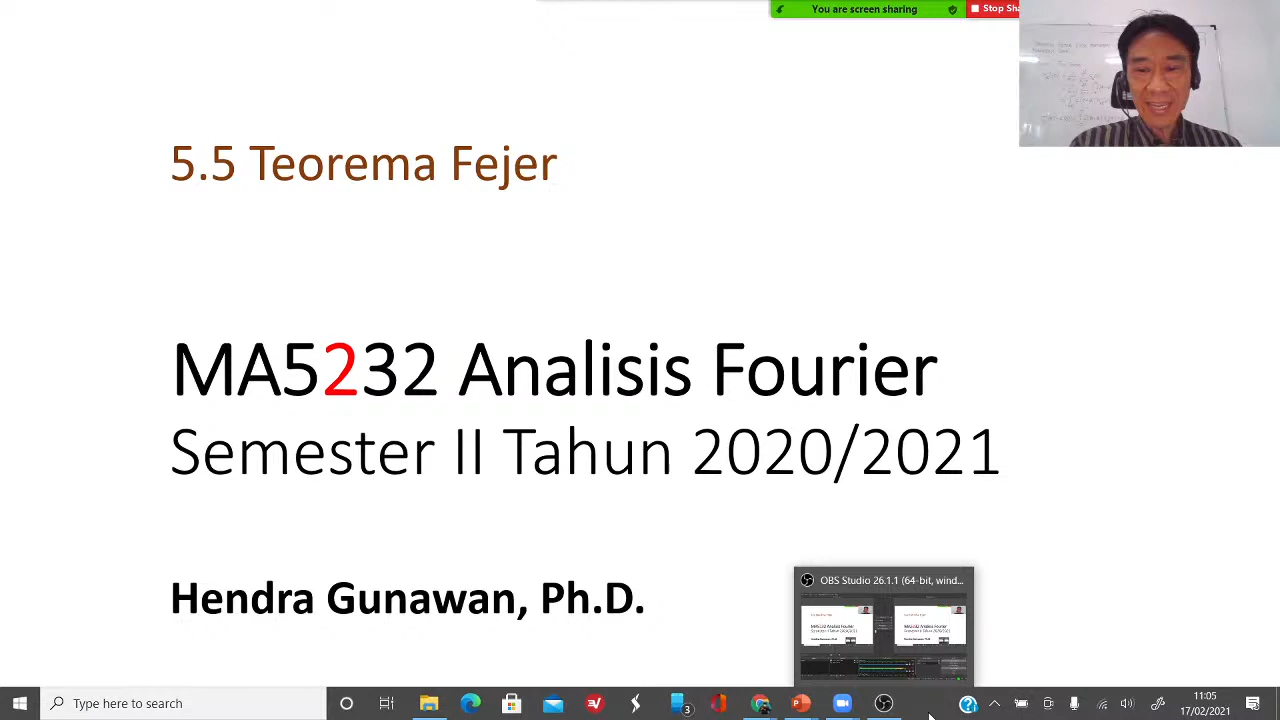 You are screen sharing
Stop Sha
5.5 Teorema Fejer
MA5232 Analisis Fourier
Semester II Tahun 2020/2021
Hendra Gunawan, Ph.D.
OBS Studio 26.1.1 (64-bit, wind...
Type here to search
3
11:05
17/02/2021